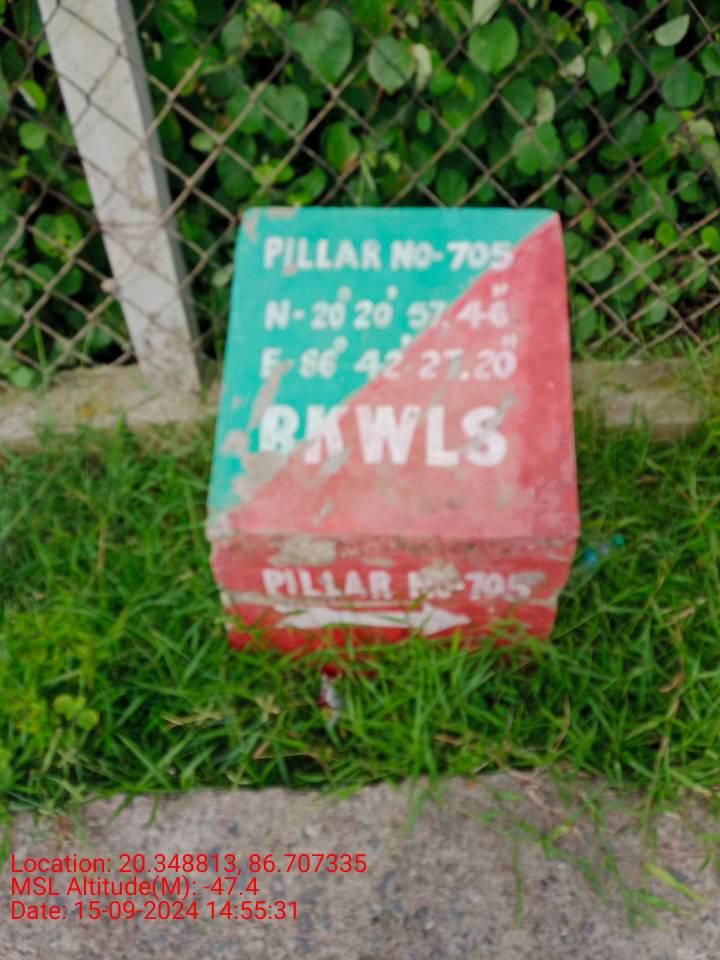 PILLAR NO-705
N-20° 20' 57.46"
E-86° 42' 27.20"
BKWLS
PILLAR NO-705
Location: 20.348813, 86.707335
MSL Altitude(M): -47.4
Date: 15-09-2024 14:55:31